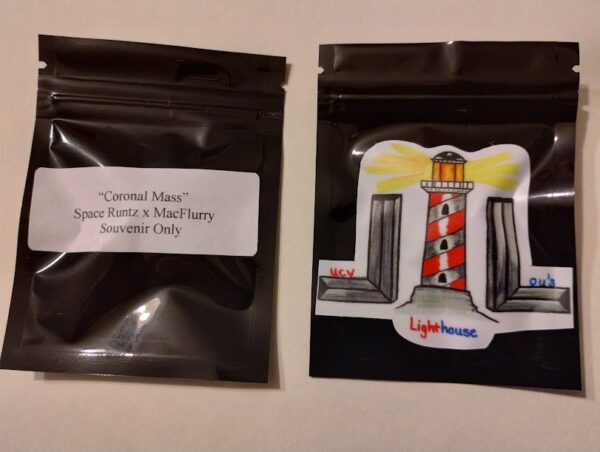 “Coronal Mass”
Space Runtz x MacFlurry
Souvenir Only
ucv
ou's
Lighthouse